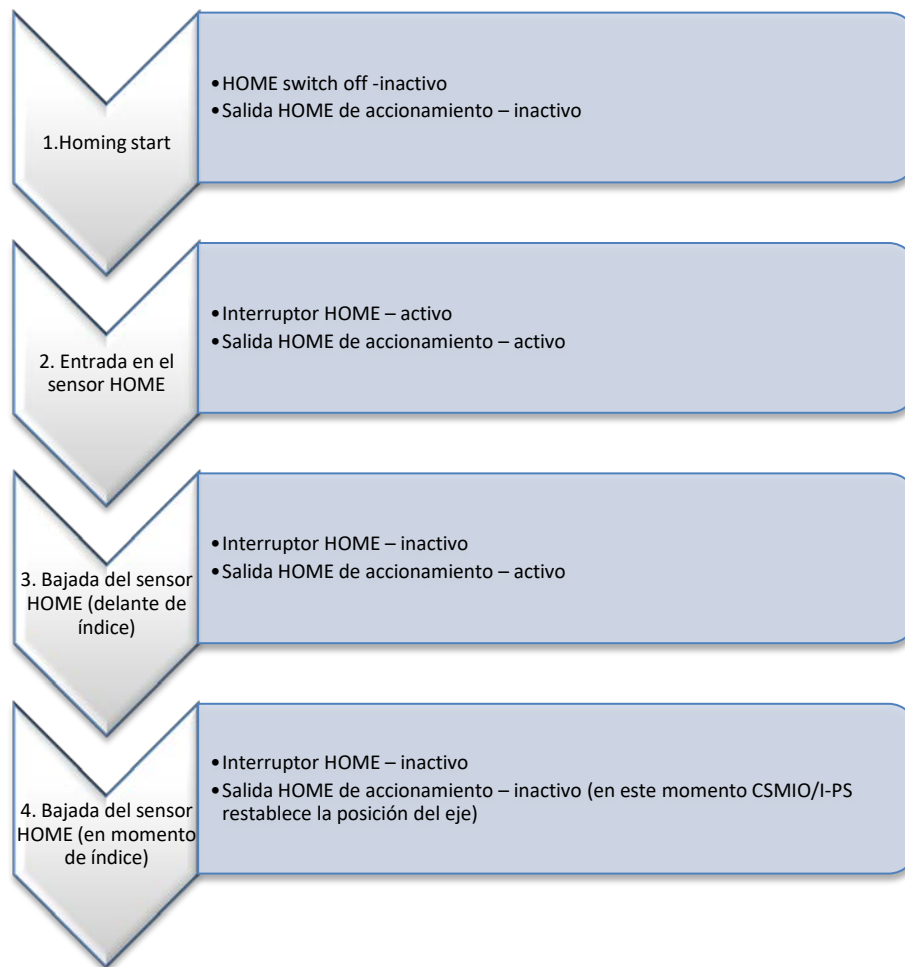 1.Homing start
•HOME switch off -inactivo
•Salida HOME de accionamiento – inactivo
2. Entrada en el
sensor HOME
•Interruptor HOME – activo
•Salida HOME de accionamiento – activo
3. Bajada del sensor
HOME (delante de
índice)
•Interruptor HOME – inactivo
•Salida HOME de accionamiento – activo
4. Bajada del sensor
HOME (en momento
de índice)
•Interruptor HOME – inactivo
•Salida HOME de accionamiento – inactivo (en este momento CSMIO/I-PS
restablece la posición del eje)